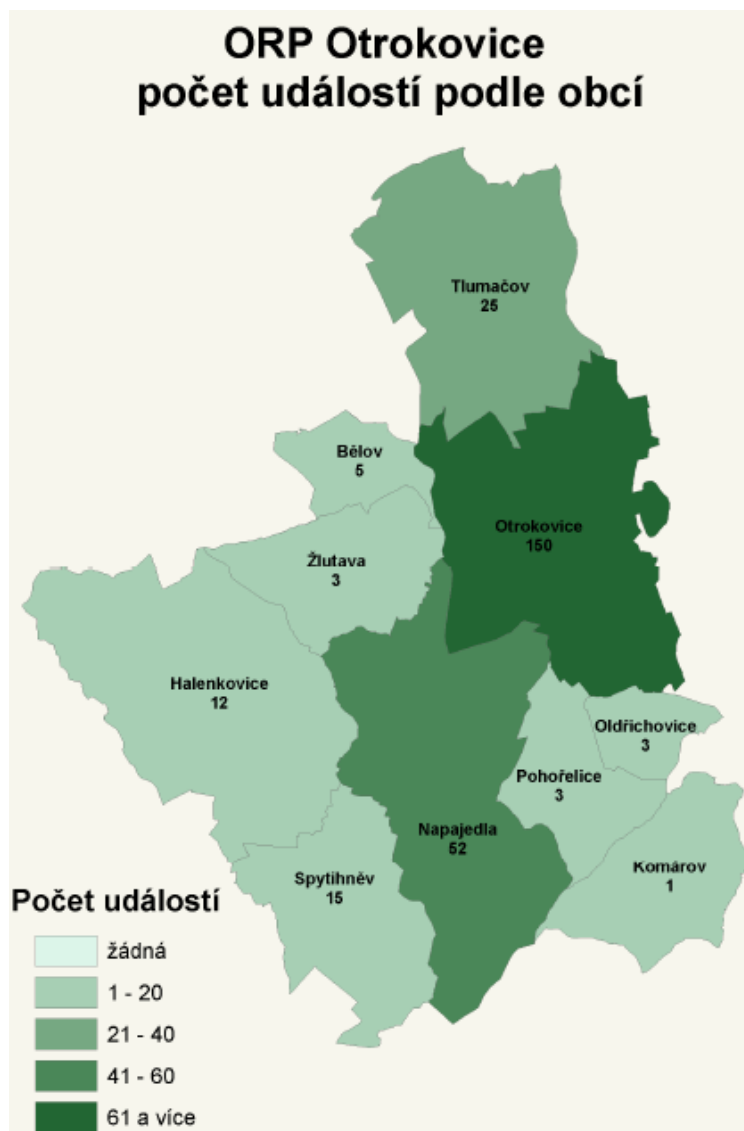 ORP Otrokovice
počet událostí podle obcí
Tlumačov
25
Bělov
5
Otrokovice
150
Žlutava
3
Halenkovice
12
Oldřichovice
3
Pohořelice
3
Napajedla
52
Komárov
1
Spytihněv
15
Počet událostí
žádná
1 - 20
21 - 40
41 - 60
61 a více